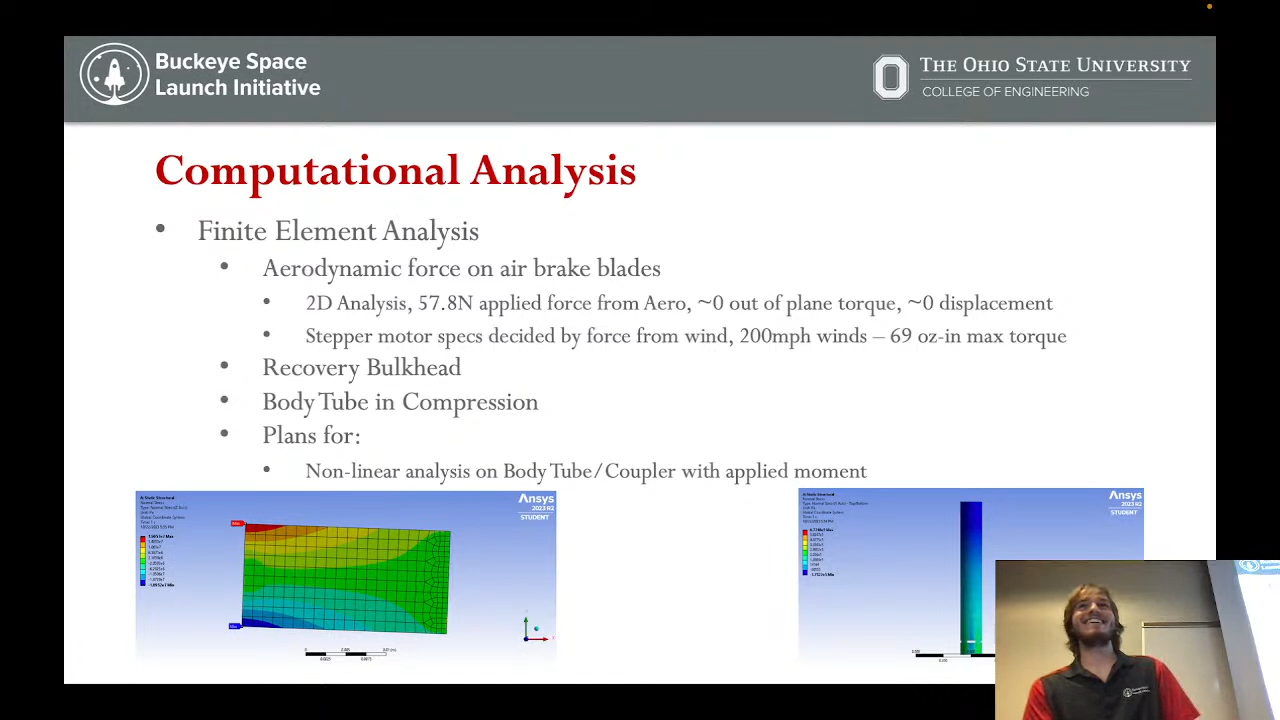 Buckeye Space
Launch Initiative
THE OHIO STATE UNIVERSITY
COLLEGE OF ENGINEERING
Computational Analysis
• Finite Element Analysis
• Aerodynamic force on air brake blades
• 2D Analysis, 57.8N applied force from Aero, ~0 out of plane torque, ~0 displacement
• Stepper motor specs decided by force from wind, 200mph winds – 69 oz-in max torque
• Recovery Bulkhead
• Body Tube in Compression
• Plans for:
• Non-linear analysis on Body Tube/Coupler with applied moment
Ansys
2023 R2
STUDENT
Ansys
2023 R2
STUDENT